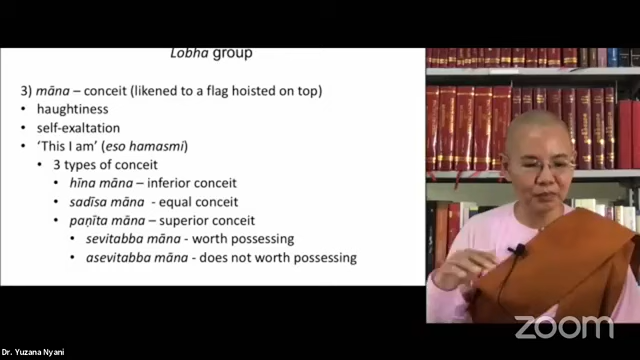 Lobha group
3) māna – conceit (likened to a flag hoisted on top)
• haughtiness
• self-exaltation
• 'This I am' (eso hamasmi)
• 3 types of conceit
• hīna māna – inferior conceit
• sadīsa māna - equal conceit
• paṇīta māna – superior conceit
• sevitabba māna - worth possessing
• asevitabba māna - does not worth possessing
zoom
Dr. Yuzana Nyani